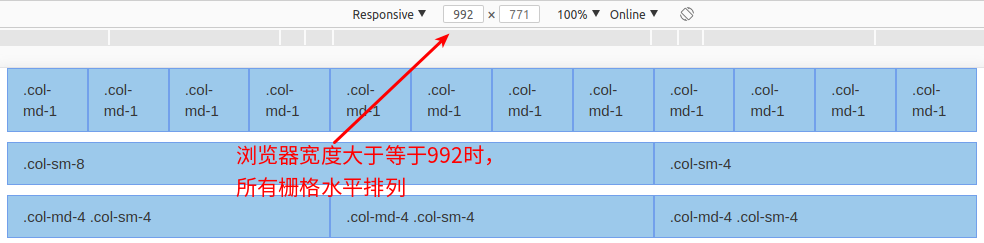 Responsive ▼ 992 × 771 100% ▼ Online ▼
.col- .col- .col- .col- .col- .col- .col- .col- .col- .col- .col- .col-
md-1 md-1 md-1 md-1 md-1 md-1 md-1 md-1 md-1 md-1 md-1 md-1
浏览器宽度大于等于992时，
.col-sm-8 .col-sm-4
所有栅格水平排列
.col-md-4 .col-sm-4 .col-md-4 .col-sm-4 .col-md-4 .col-sm-4